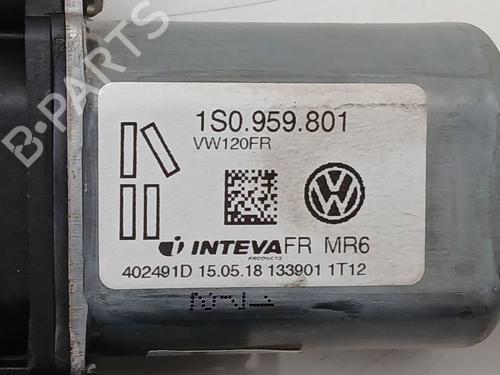 B-PARTS
1S0.959.801
VW120FR
INTEVA FR MR6
PRODUCTS
402491D 15.05.18 133901 1T12